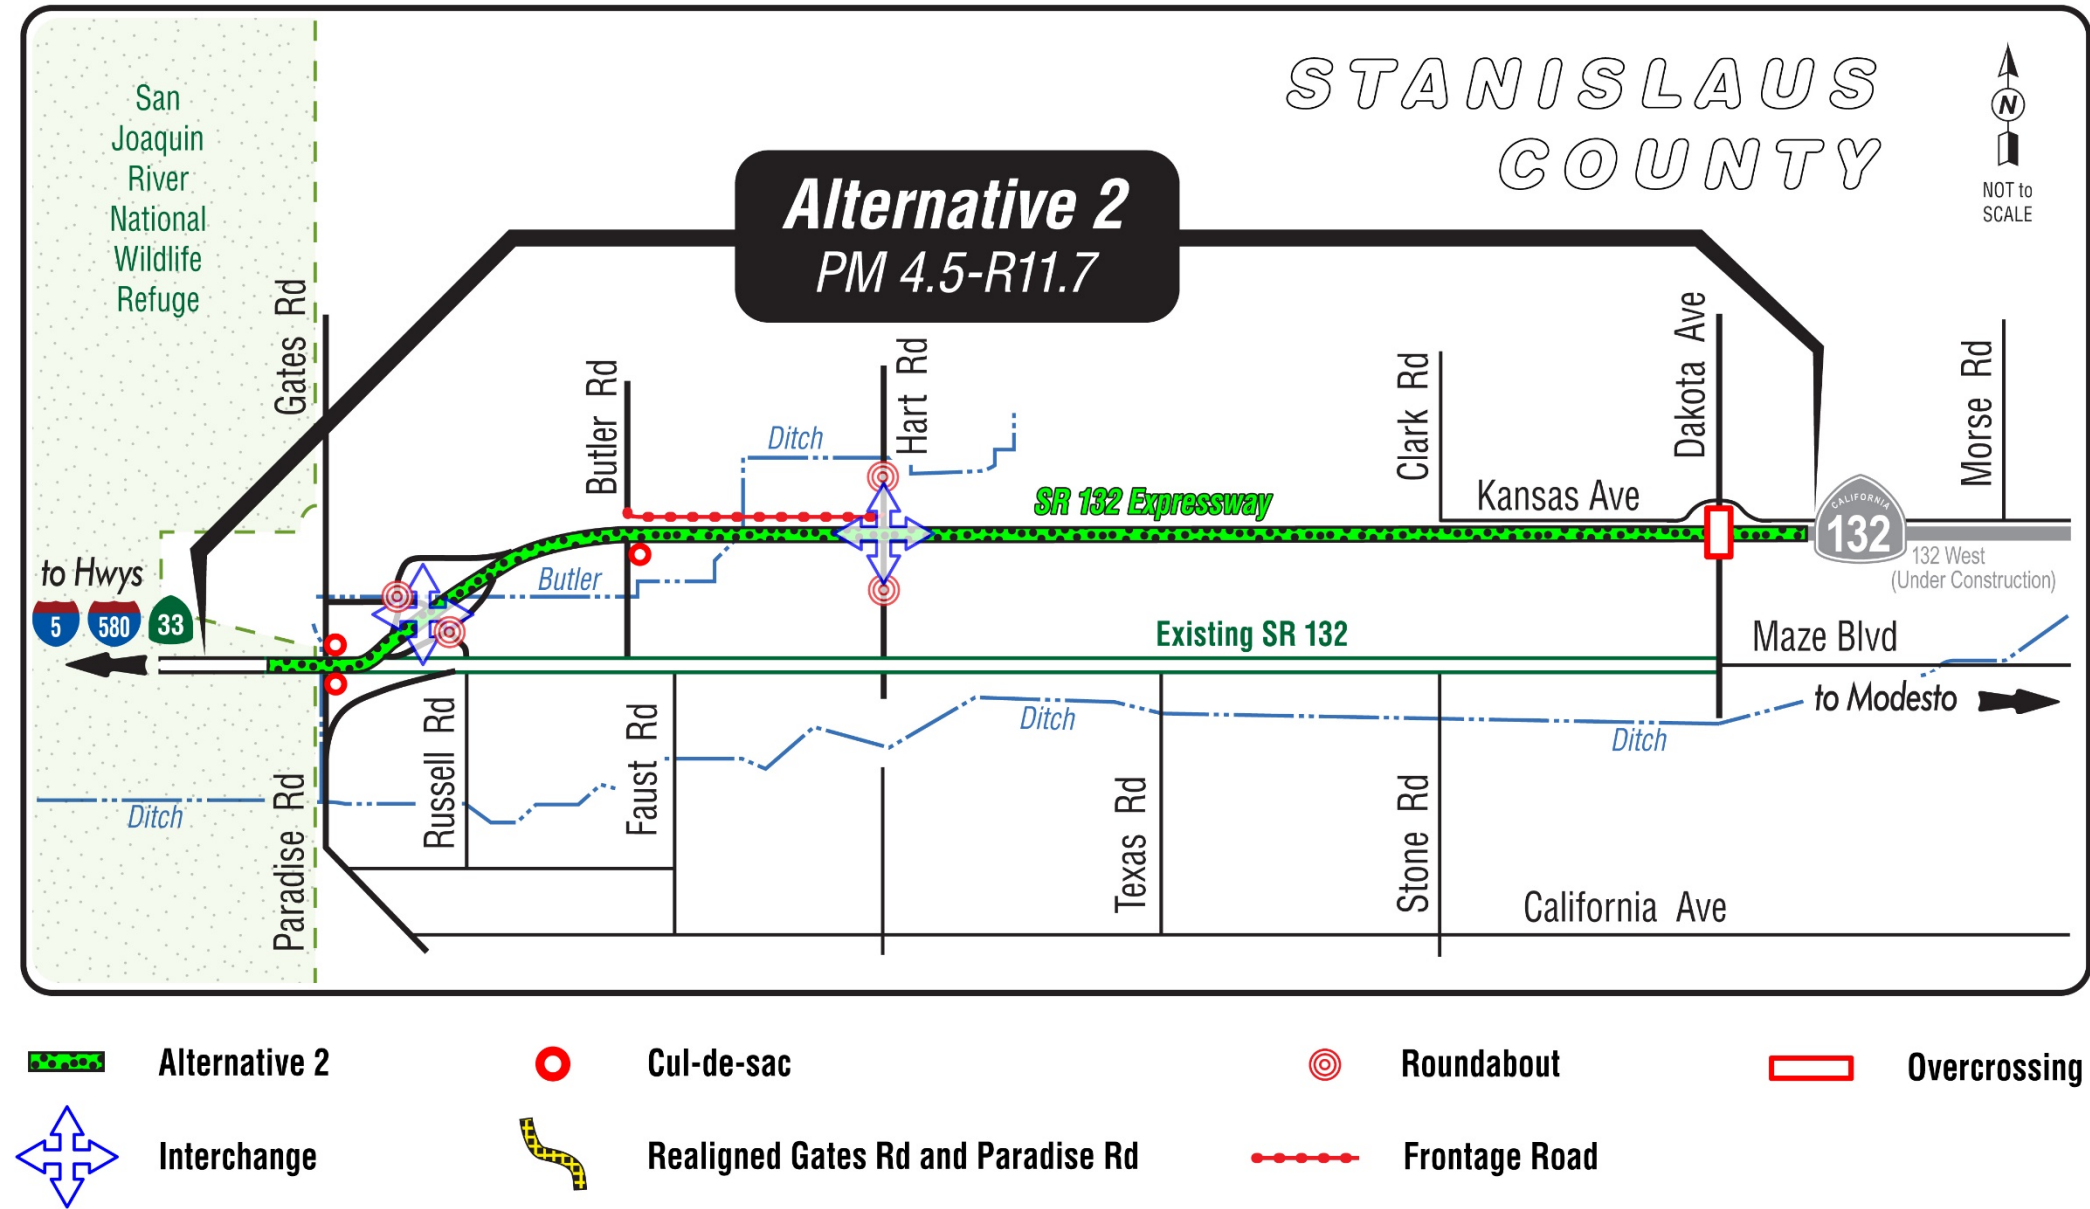 STANISLAUS
COUNTY
N
NOT to
SCALE
San
Joaquin
River
National
Wildlife
Refuge
Alternative 2
PM 4.5-R11.7
Gates Rd
Butler Rd
Hart Rd
Clark Rd
Dakota Ave
Morse Rd
Ditch
SR 132 Expressway
Kansas Ave
CALIFORNIA
132
132 West
(Under Construction)
to Hwys
5
580
33
Butler
Existing SR 132
Maze Blvd
to Modesto
Ditch
Ditch
Ditch
Paradise Rd
Russell Rd
Faust Rd
Texas Rd
Stone Rd
California Ave
Alternative 2
Cul-de-sac
Roundabout
Overcrossing
Interchange
Realigned Gates Rd and Paradise Rd
Frontage Road